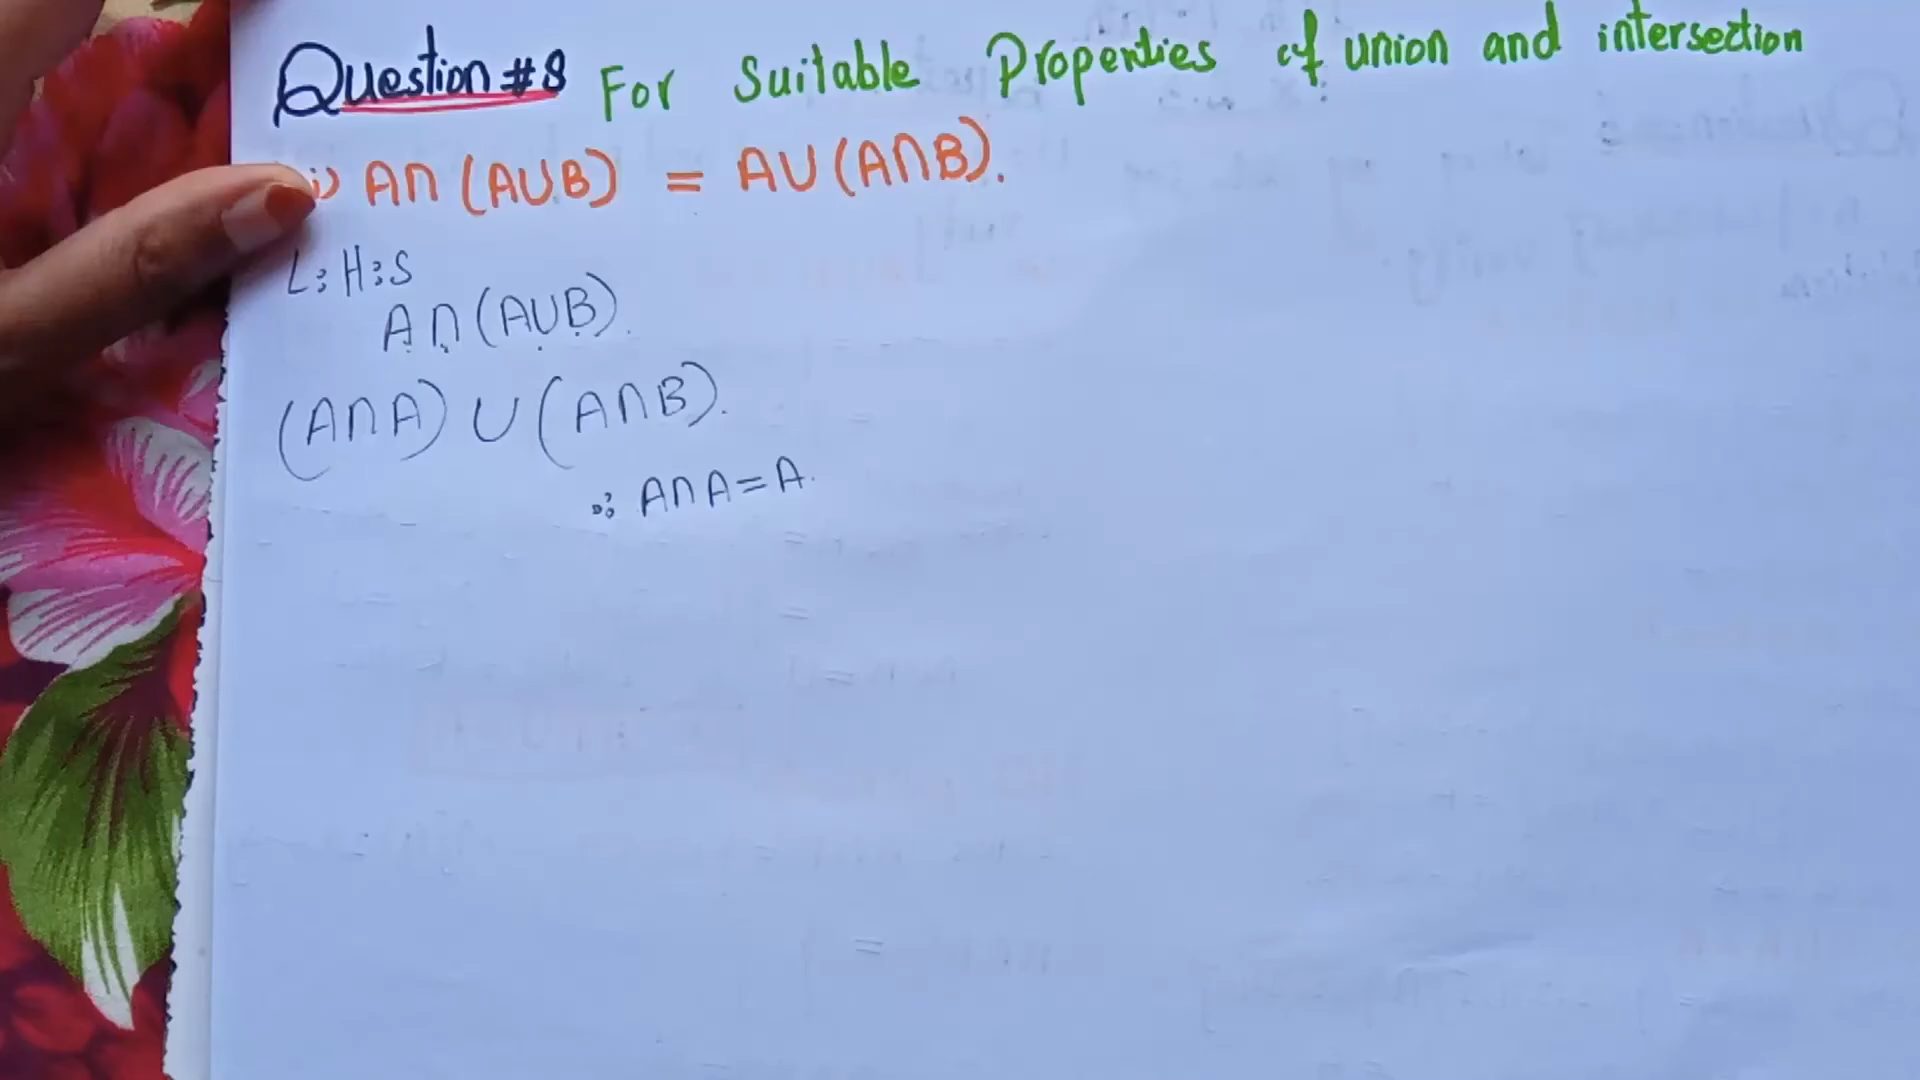 Question #8 For Suitable Properties of union and intersection
i) A∩(A∪B) = A∪(A∩B).
L:H:S
A∩(A∪B).
(A∩A)∪(A∩B).
∴ A∩A=A.